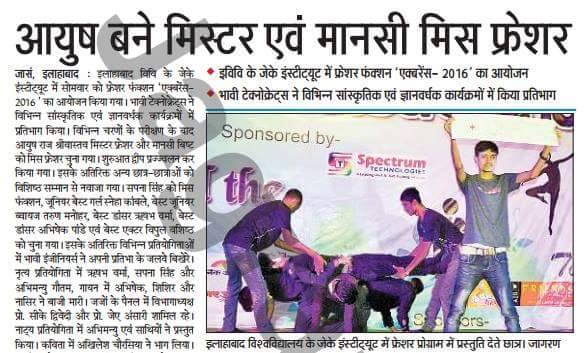 आयुष बने मिस्टर एवं मानसी मिस फ्रेशर
जासं, इलाहाबाद : इलाहाबाद विवि के जेके
इंस्टीट्यूट में सोमवार को फ्रेशर फंक्शन 'एक्बरेंस-
2016' का आयोजन किया गया। भावी टेक्नोक्रेट्स ने
विभिन्न सांस्कृतिक एवं ज्ञानवर्धक कार्यक्रमों में
प्रतिभाग किया। विभिन्न चरणों के परीक्षण के बाद
आयुष राज श्रीवास्तव मिस्टर फ्रेशर और मानसी बिष्ट
को मिस फ्रेशर चुना गया। शुरुआत द्वीप प्रज्ज्वलन कर
किया गया। इसके अतिरिक्त अन्य छात्र-छात्राओं को
विशिष्ठ सम्मान से नवाजा गया। सपना सिंह को मिस
फंक्शन, जूनियर बेस्ट गर्ल स्नेहा कांबले, बेस्ट जूनियर
ब्वायज तरुण मनोहर, बेस्ट डांसर ऋषभ वर्मा, बेस्ट
डांसर अभिषेक पांडे एवं बेस्ट एक्टर विपुल वशिष्ठ
को चुना गया। इसके अतिरिक्त विभिन्न प्रतियोगिताओं
में भावी इंजीनियर्स ने अपनी प्रतिभा के जलवे बिखेरे।
नृत्य प्रतियोगिता में ऋषभ वर्मा, सपना सिंह और
अभिमन्यु गौतम, गायन में अभिषेक, शिशिर और
नासिर ने बाजी मारी। जजों के पैनल में विभागाध्यक्ष
प्रो. सीके द्विवेदी और प्रो. जेए अंसारी शामिल रहे।
नाट्य प्रतियोगिता में अभिमन्यु एवं साथियों ने प्रस्तुत
किया। कविता में अखिलेश चौरसिया ने भाग लिया।
◆ इविवि के जेके इंस्टीट्यूट में फ्रेशर फंक्शन 'एक्बरेंस- 2016' का आयोजन
◆ भावी टेक्नोक्रेट्स ने विभिन्न सांस्कृतिक एवं ज्ञानवर्धक कार्यक्रमों में किया प्रतिभाग
Sponsored by-
Spectrum
TECHNOLOGIES
of the
FRIENDS
इलाहाबाद विश्वविद्यालय के जेके इंस्टीट्यूट में फ्रेशर प्रोग्राम में प्रस्तुति देते छात्र। जागरण